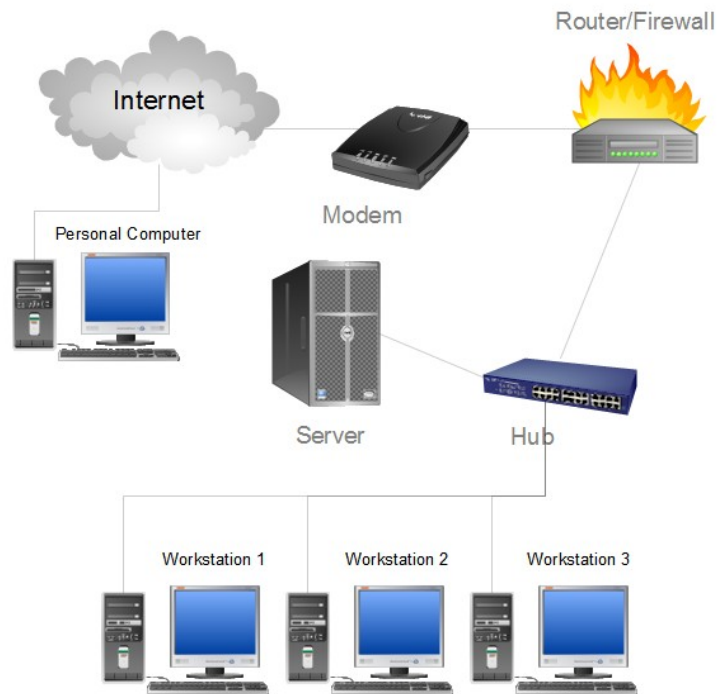 Router/Firewall
Internet
Modem
Personal Computer
Server
Hub
Workstation 1
Workstation 2
Workstation 3